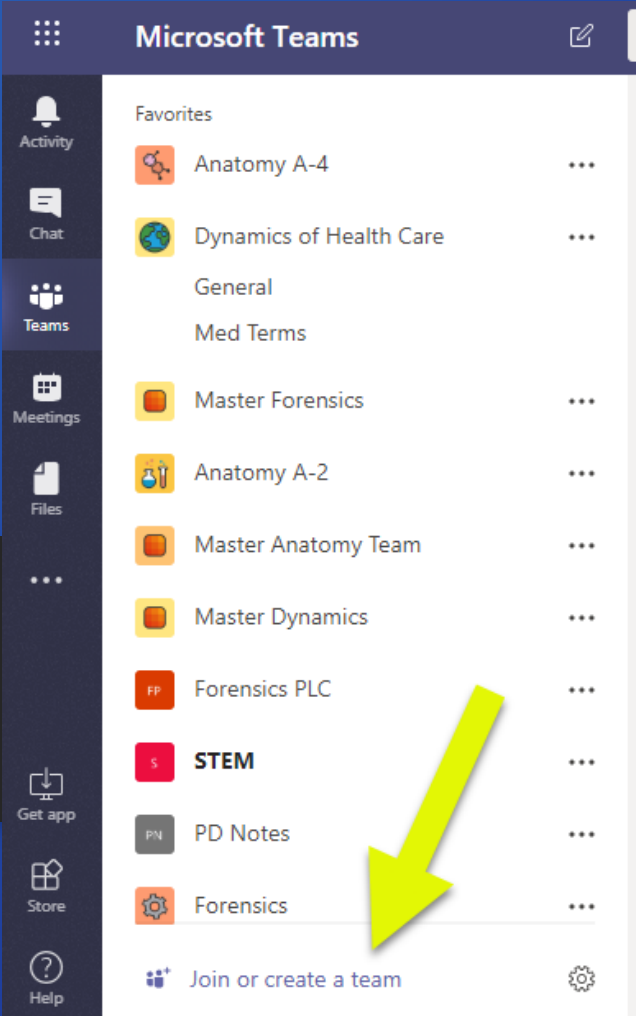 Microsoft Teams
Activity
Chat
Teams
Meetings
Files
Get app
Store
Help
Favorites
Anatomy A-4
Dynamics of Health Care
General
Med Terms
Master Forensics
Anatomy A-2
Master Anatomy Team
Master Dynamics
FP Forensics PLC
S STEM
PN PD Notes
Forensics
Join or create a team